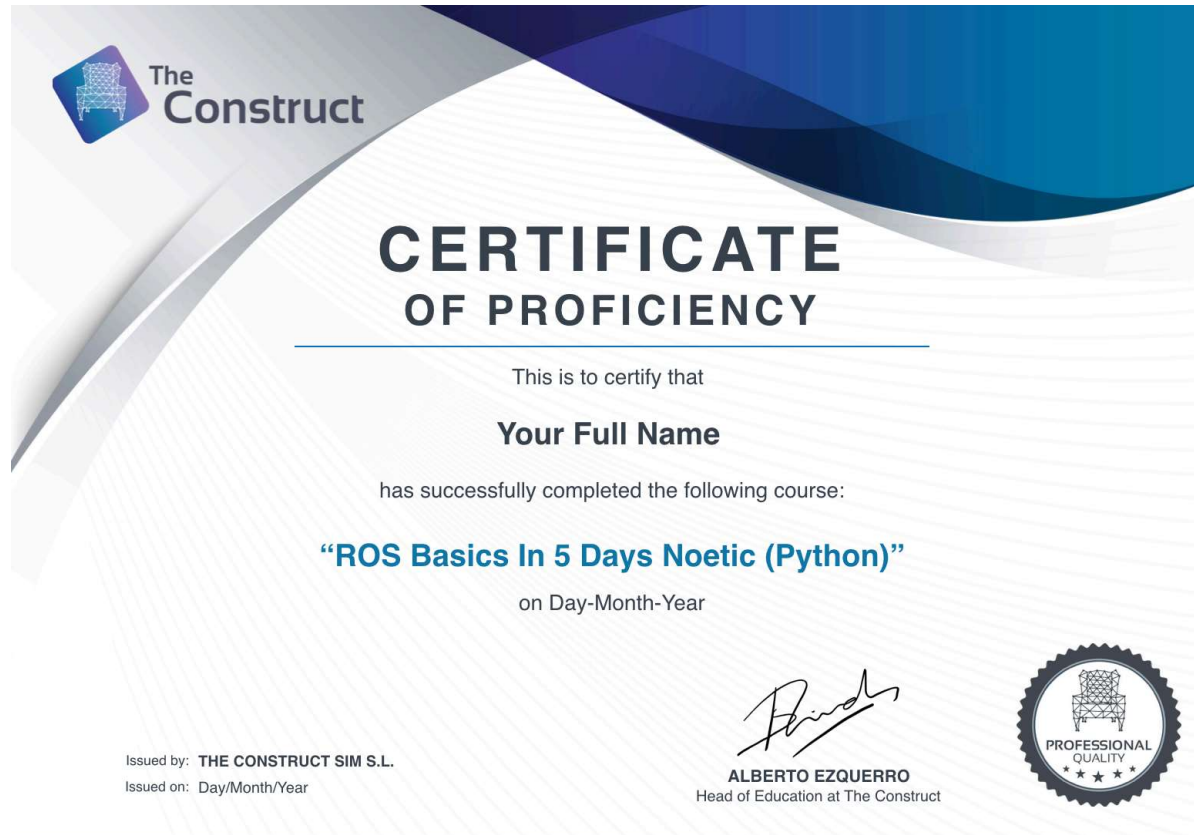 The
Construct
CERTIFICATE
OF PROFICIENCY
This is to certify that
Your Full Name
has successfully completed the following course:
“ROS Basics In 5 Days Noetic (Python)”
on Day-Month-Year
Issued by: THE CONSTRUCT SIM S.L.
Issued on: Day/Month/Year
ALBERTO EZQUERRO
Head of Education at The Construct
PROFESSIONAL
QUALITY